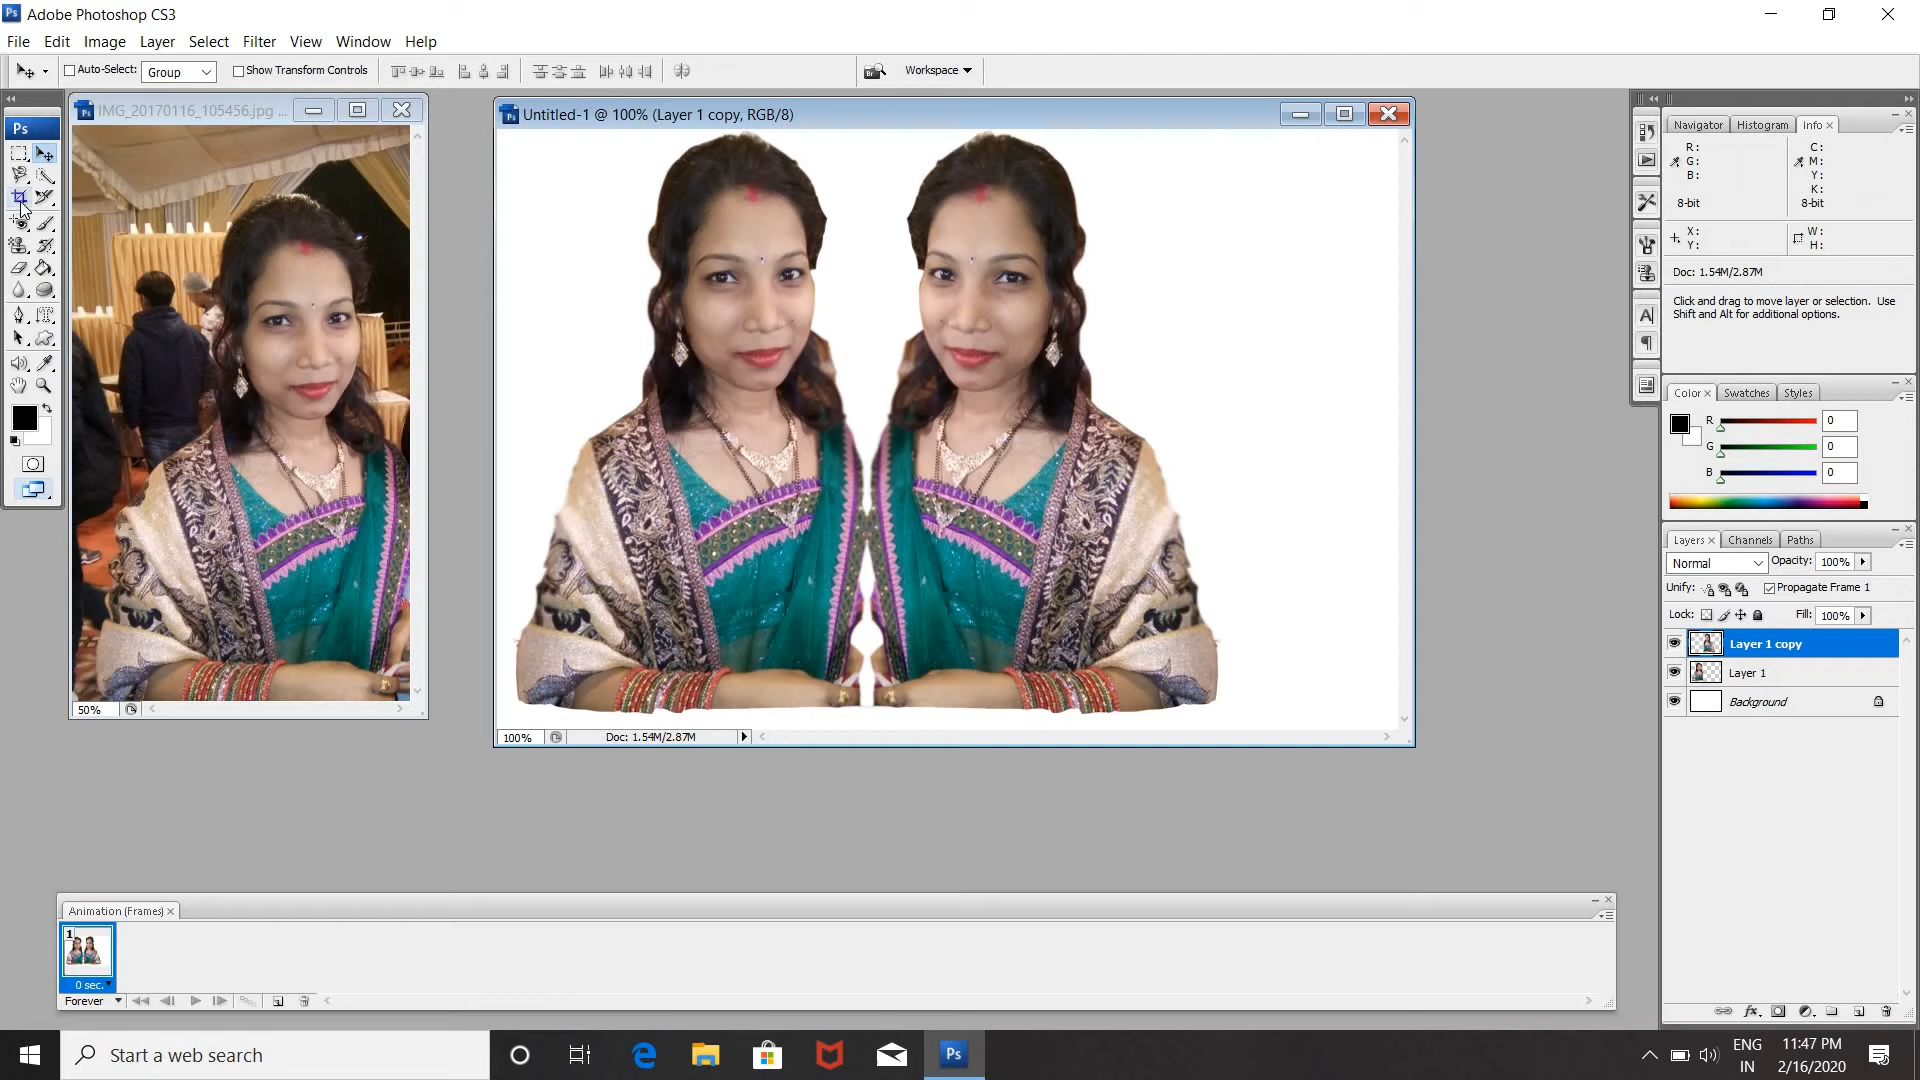 Ps Adobe Photoshop CS3
File Edit Image Layer Select Filter View Window Help
Auto-Select: Group Show Transform Controls Workspace
Ps
IMG_20170116_105456.jpg ...
50%
Untitled-1 @ 100% (Layer 1 copy, RGB/8)
100% Doc: 1.54M/2.87M
Navigator Histogram Info
R: C:
G: M:
B: Y:
K:
8-bit 8-bit
X: W:
Y: H:
Doc: 1.54M/2.87M
Click and drag to move layer or selection. Use
Shift and Alt for additional options.
Color Swatches Styles
R 0
G 0
B 0
Layers Channels Paths
Normal Opacity: 100%
Unify: Propagate Frame 1
Lock: Fill: 100%
Layer 1 copy
Layer 1
Background
Animation (Frames)
1
0 sec.
Forever
Start a web search
Ps
ENG 11:47 PM
IN 2/16/2020